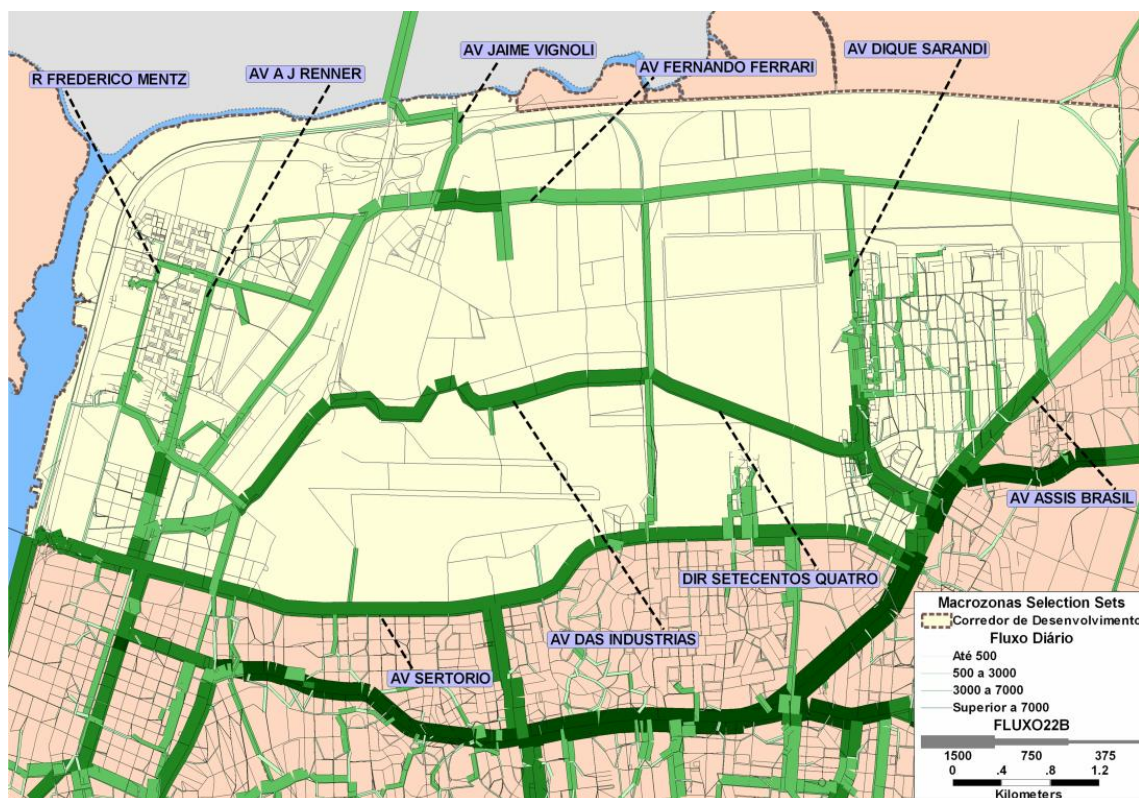 AV JAIME VIGNOLI
AV DIQUE SARANDI
R FREDERICO MENTZ
AV A J RENNER
AV FERNANDO FERRARI
AV ASSIS BRASIL
DIR SETECENTOS QUATRO
AV DAS INDUSTRIAS
AV SERTORIO
Macrozonas Selection Sets
Corredor de Desenvolvimento
Fluxo Diário
Até 500
500 a 3000
3000 a 7000
Superior a 7000
FLUXO22B
1500 750 375
0 .4 .8 1.2
Kilometers